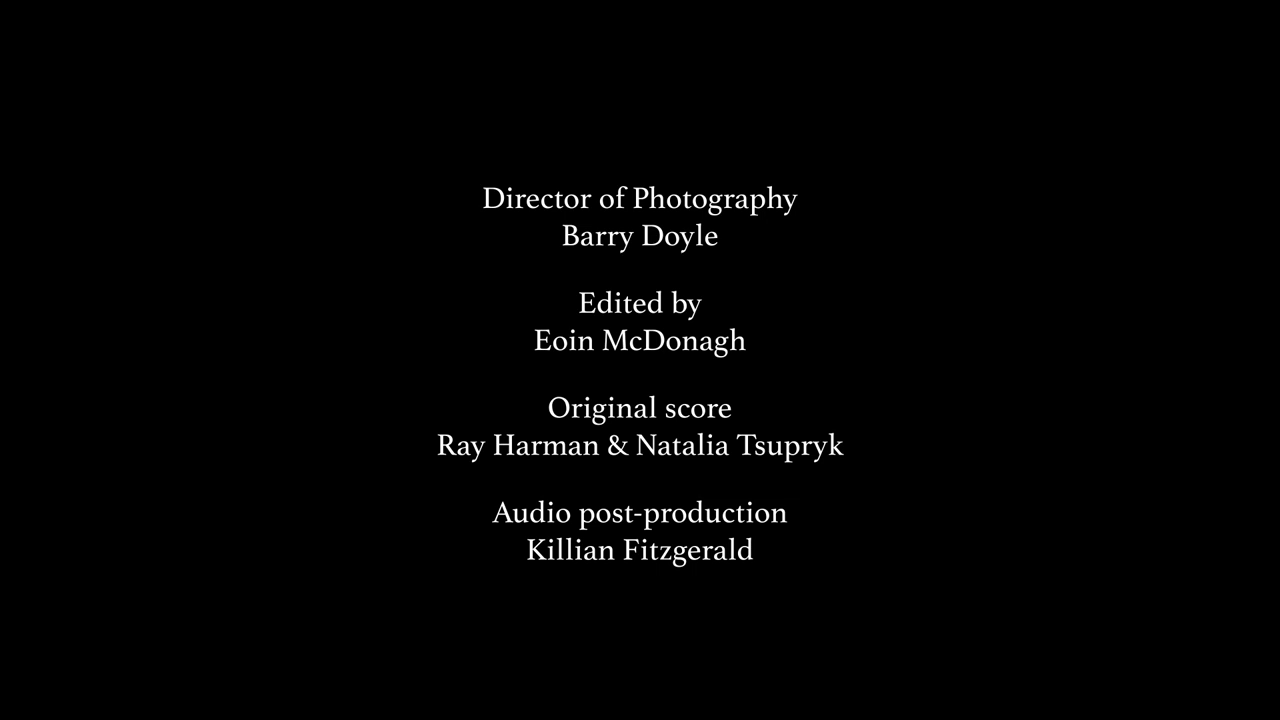 Director of Photography
Barry Doyle
Edited by
Eoin McDonagh
Original score
Ray Harman & Natalia Tsupryk
Audio post-production
Killian Fitzgerald